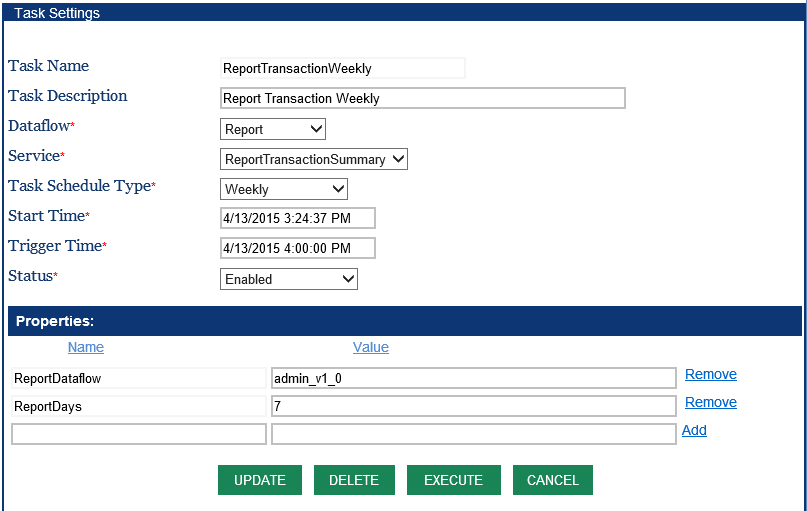 Task Settings
Task Name ReportTransactionWeekly
Task Description Report Transaction Weekly
Dataflow* Report
Service* ReportTransactionSummary
Task Schedule Type* Weekly
Start Time* 4/13/2015 3:24:37 PM
Trigger Time* 4/13/2015 4:00:00 PM
Status* Enabled
Properties:
Name Value
ReportDataflow admin_v1_0 Remove
ReportDays 7 Remove
Add
UPDATE DELETE EXECUTE CANCEL